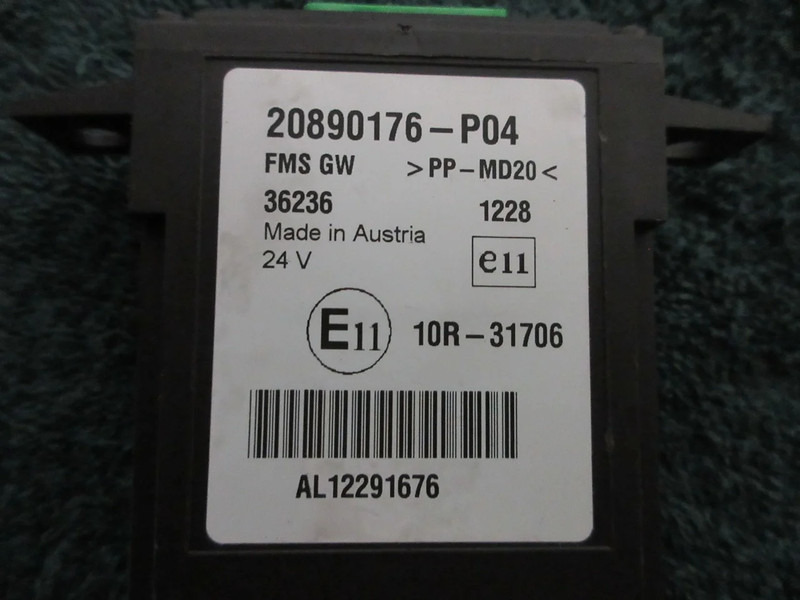 20890176-P04
FMS GW >PP-MD20<
36236 1228
Made in Austria
24 V e11
E11 10R-31706
AL12291676